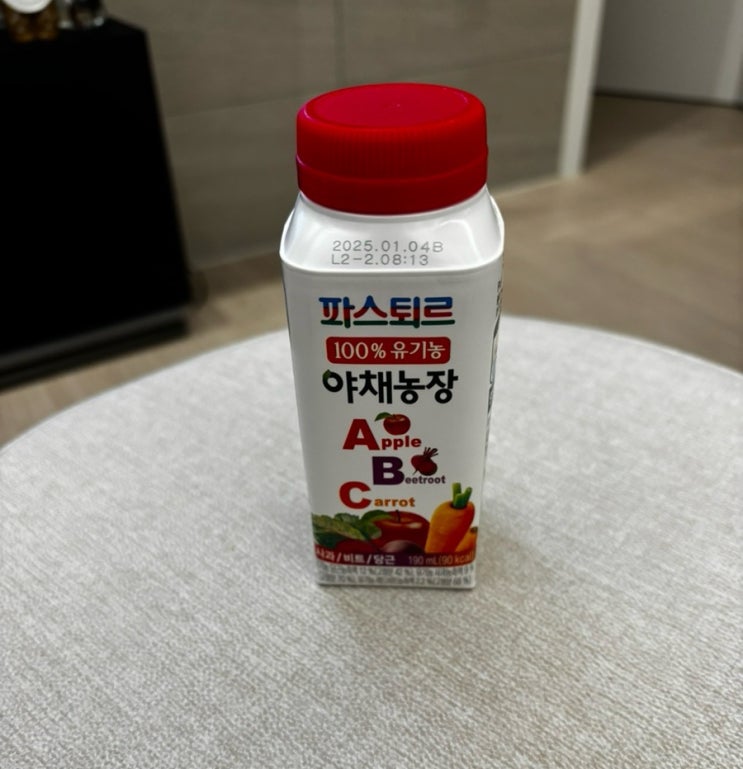 2025.01.04B
L2-2.08:13
파스퇴르
100% 유기농
야채농장
Apple
Beetroot
Carrot
사과/비트/당근 190 mL(90 kcal)